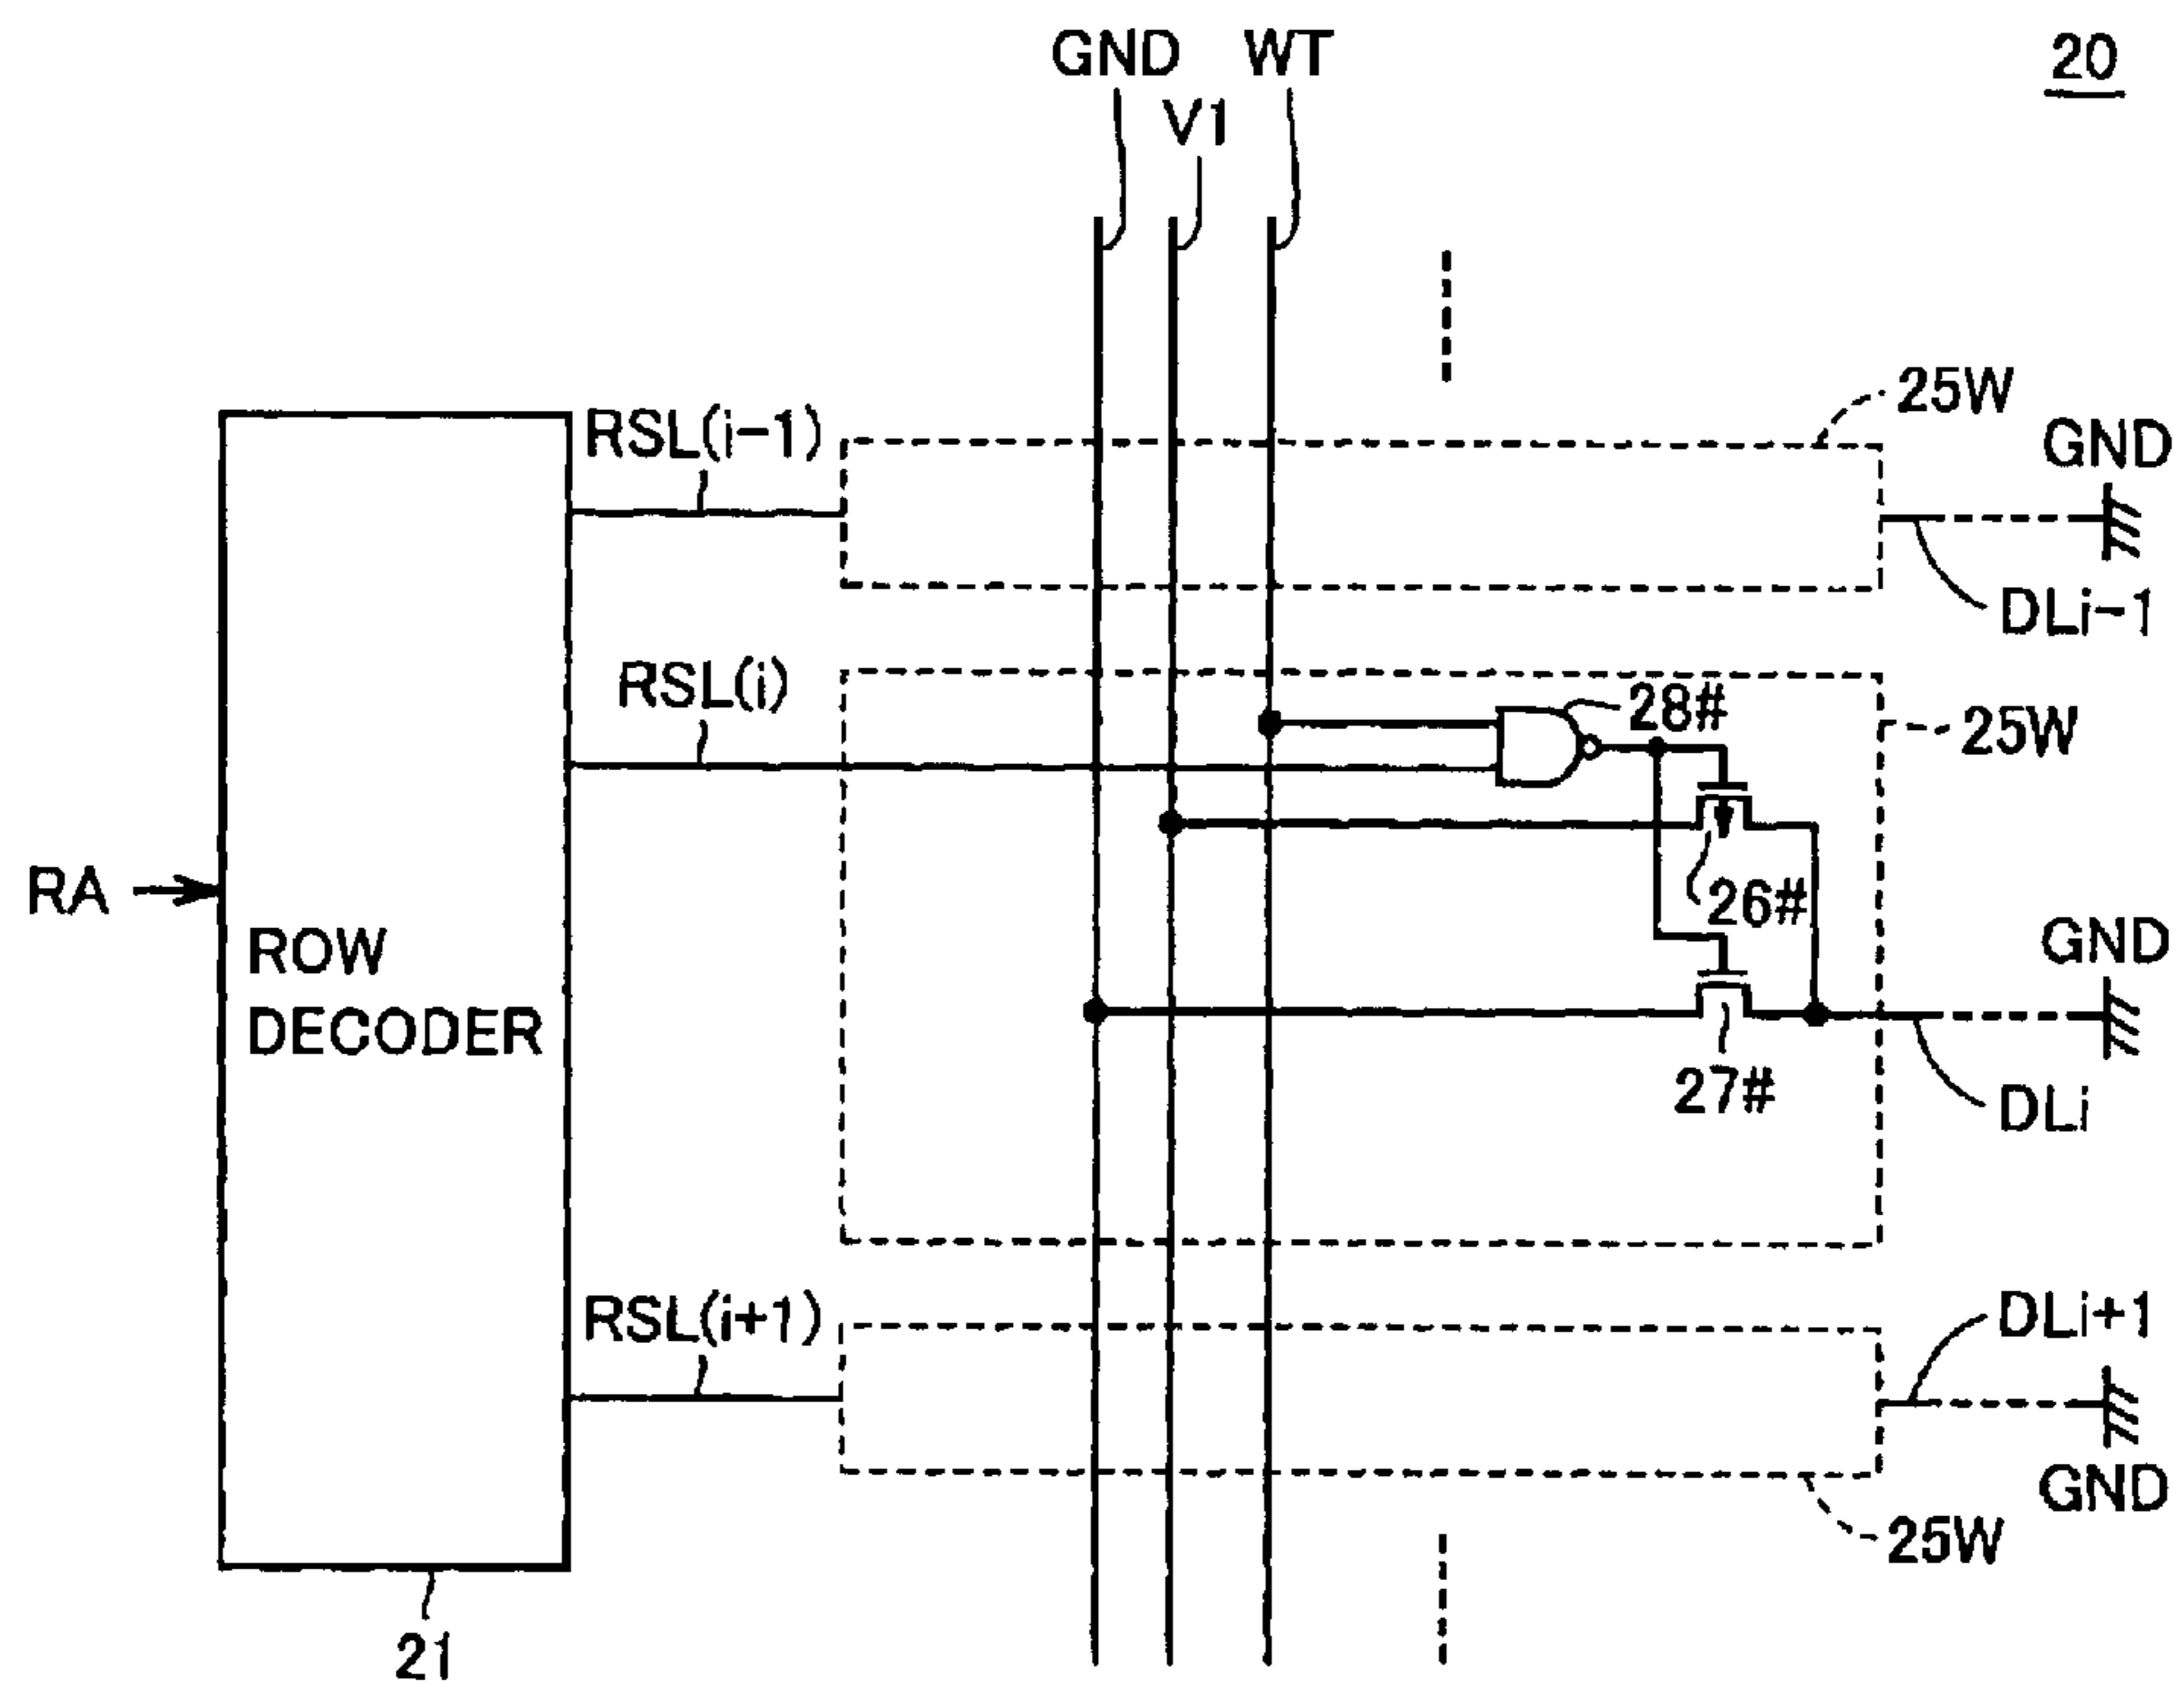 GND WT
V1
20
25W
RSL(i-1)
GND
DLi-1
RSL(i)
28#
25W
RA
26#
ROW
DECODER
GND
27#
DLi
RSL(i+1)
DLi+1
GND
25W
21